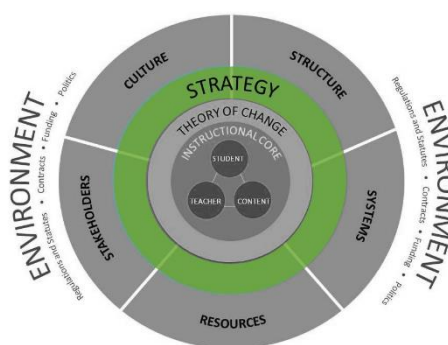 ENVIRONMENT
Regulations and Statutes • Contracts • Funding • Politics
CULTURE
STRUCTURE
STRATEGY
THEORY OF CHANGE
INSTRUCTIONAL CORE
STUDENT
TEACHER
CONTENT
STAKEHOLDERS
SYSTEMS
RESOURCES
ENVIRONMENT
Regulations and Statutes • Contracts • Funding • Politics